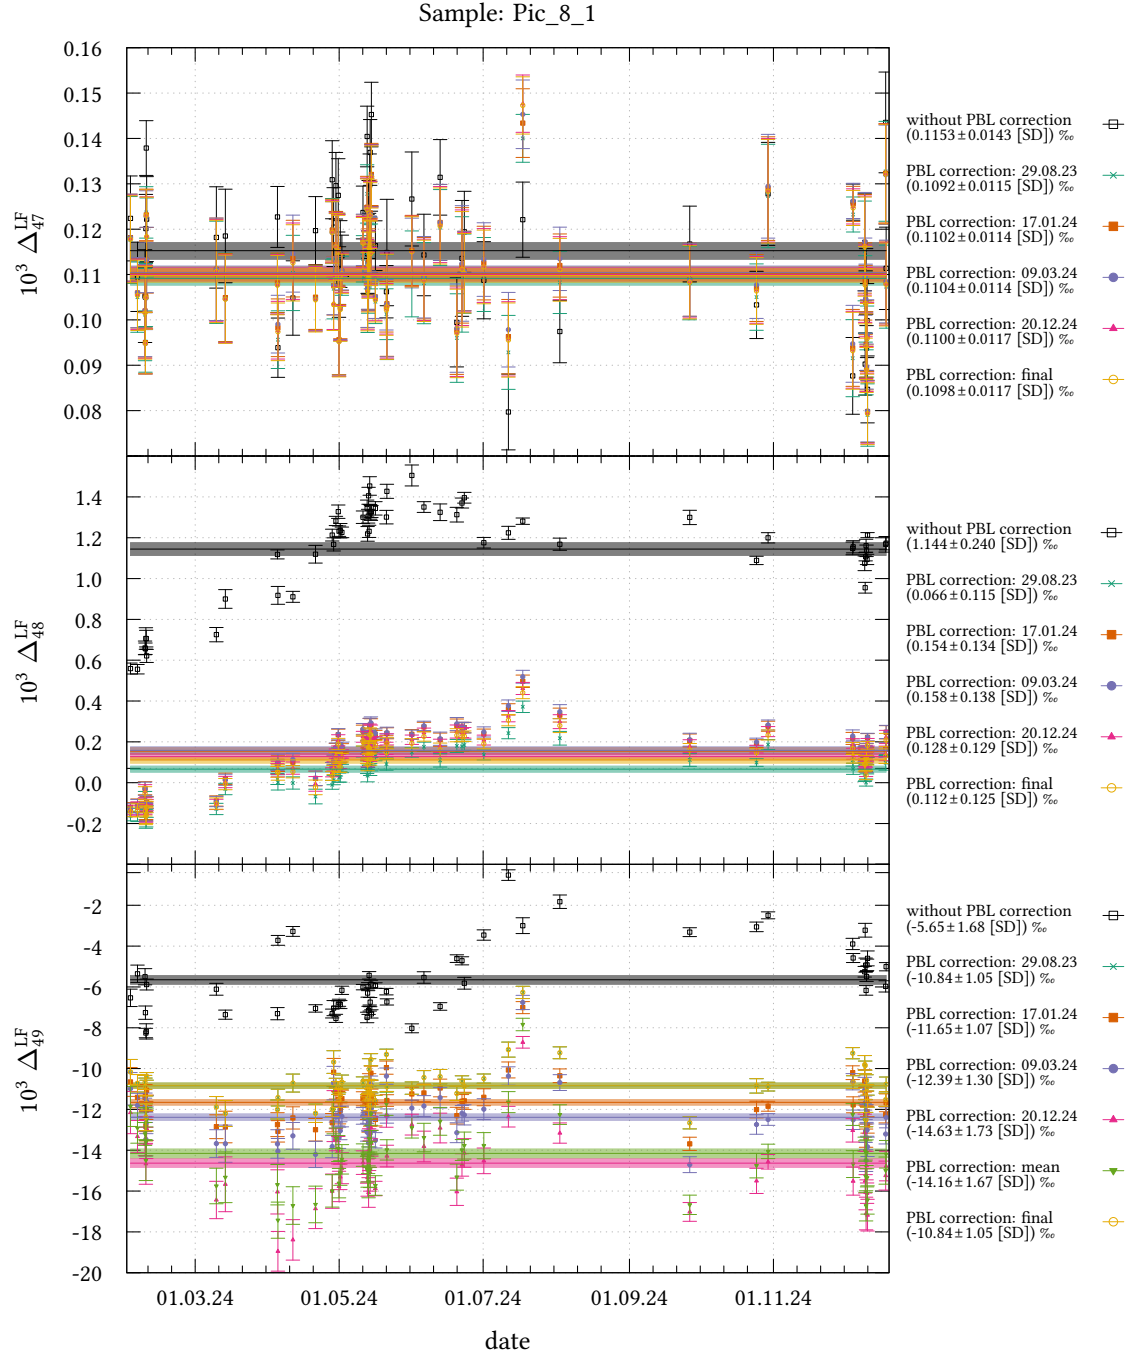 Sample: Pic_8_1
0.16
0.15
0.14
0.13
0.12
0.11
0.10
0.09
0.08
10³ Δ₄₇ᴸᶠ
without PBL correction
(0.1153±0.0143 [SD]) ‰
PBL correction: 29.08.23
(0.1092±0.0115 [SD]) ‰
PBL correction: 17.01.24
(0.1102±0.0114 [SD]) ‰
PBL correction: 09.03.24
(0.1104±0.0114 [SD]) ‰
PBL correction: 20.12.24
(0.1100±0.0117 [SD]) ‰
PBL correction: final
(0.1098±0.0117 [SD]) ‰
1.4
1.2
1.0
0.8
0.6
0.4
0.2
0.0
-0.2
10³ Δ₄₈ᴸᶠ
without PBL correction
(1.144±0.240 [SD]) ‰
PBL correction: 29.08.23
(0.066±0.115 [SD]) ‰
PBL correction: 17.01.24
(0.154±0.134 [SD]) ‰
PBL correction: 09.03.24
(0.158±0.138 [SD]) ‰
PBL correction: 20.12.24
(0.128±0.129 [SD]) ‰
PBL correction: final
(0.112±0.125 [SD]) ‰
-2
-4
-6
-8
-10
-12
-14
-16
-18
-20
10³ Δ₄₉ᴸᶠ
without PBL correction
(-5.65±1.68 [SD]) ‰
PBL correction: 29.08.23
(-10.84±1.05 [SD]) ‰
PBL correction: 17.01.24
(-11.65±1.07 [SD]) ‰
PBL correction: 09.03.24
(-12.39±1.30 [SD]) ‰
PBL correction: 20.12.24
(-14.63±1.73 [SD]) ‰
PBL correction: mean
(-14.16±1.67 [SD]) ‰
PBL correction: final
(-10.84±1.05 [SD]) ‰
01.03.24 01.05.24 01.07.24 01.09.24 01.11.24
date